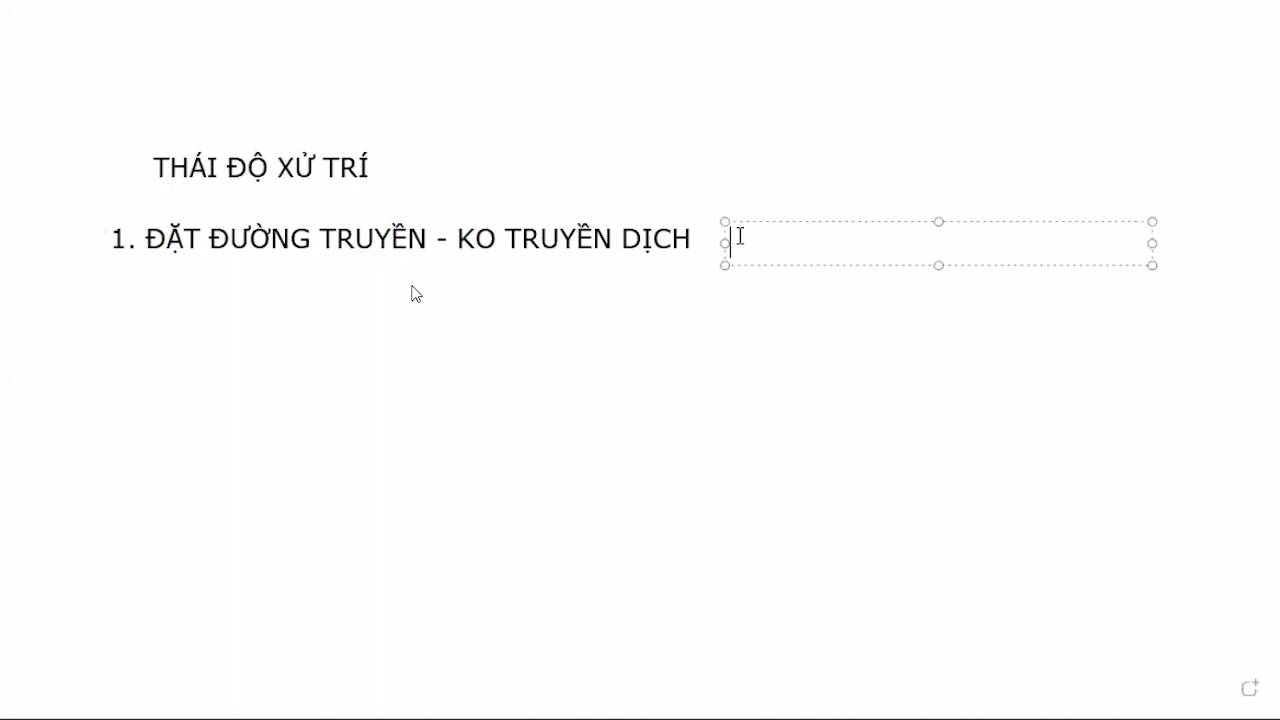 THÁI ĐỘ XỬ TRÍ
1. ĐẶT ĐƯỜNG TRUYỀN - KO TRUYỀN DỊCH